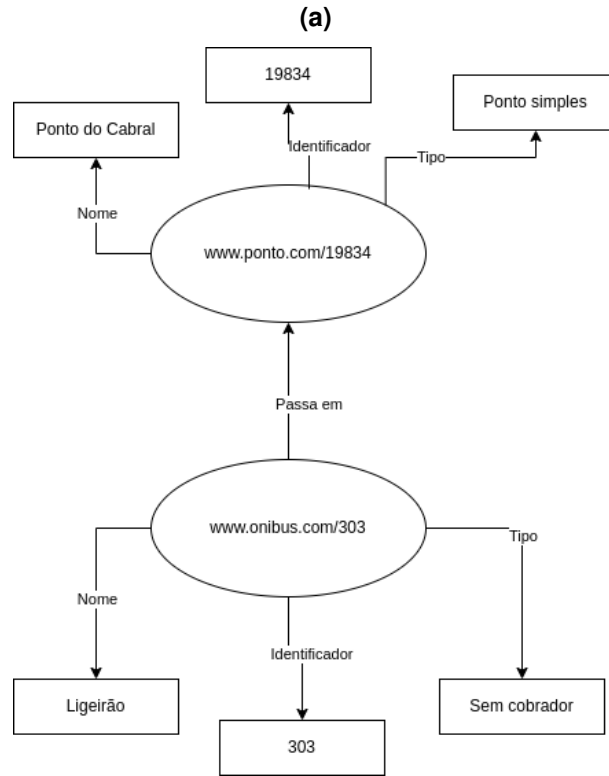 (a)
19834
Ponto do Cabral
Ponto simples
Identificador
Tipo
Nome
www.ponto.com/19834
Passa em
www.onibus.com/303
Tipo
Nome
Identificador
Ligeirão
Sem cobrador
303